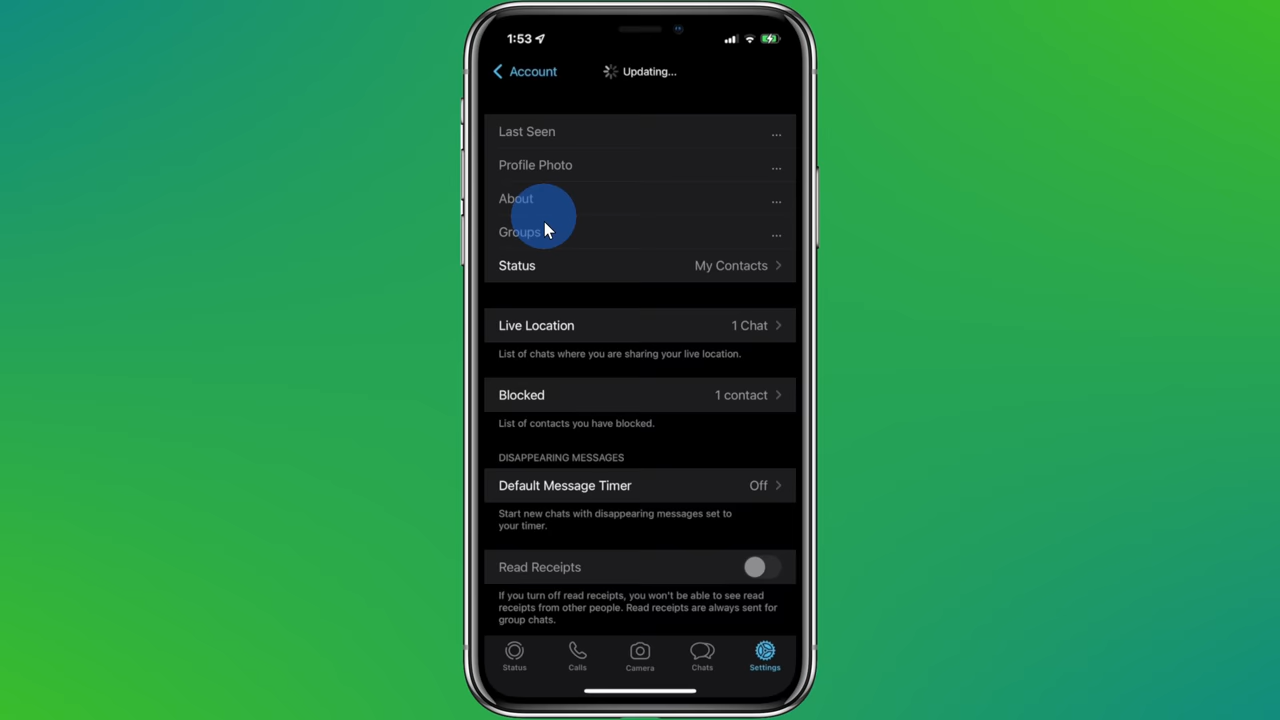 1:53
Account
Updating...
Last Seen ...
Profile Photo ...
About ...
Groups ...
Status My Contacts
Live Location 1 Chat
List of chats where you are sharing your live location.
Blocked 1 contact
List of contacts you have blocked.
DISAPPEARING MESSAGES
Default Message Timer Off
Start new chats with disappearing messages set to
your timer.
Read Receipts
If you turn off read receipts, you won't be able to see read
receipts from other people. Read receipts are always sent for
group chats.
Status Calls Camera Chats Settings